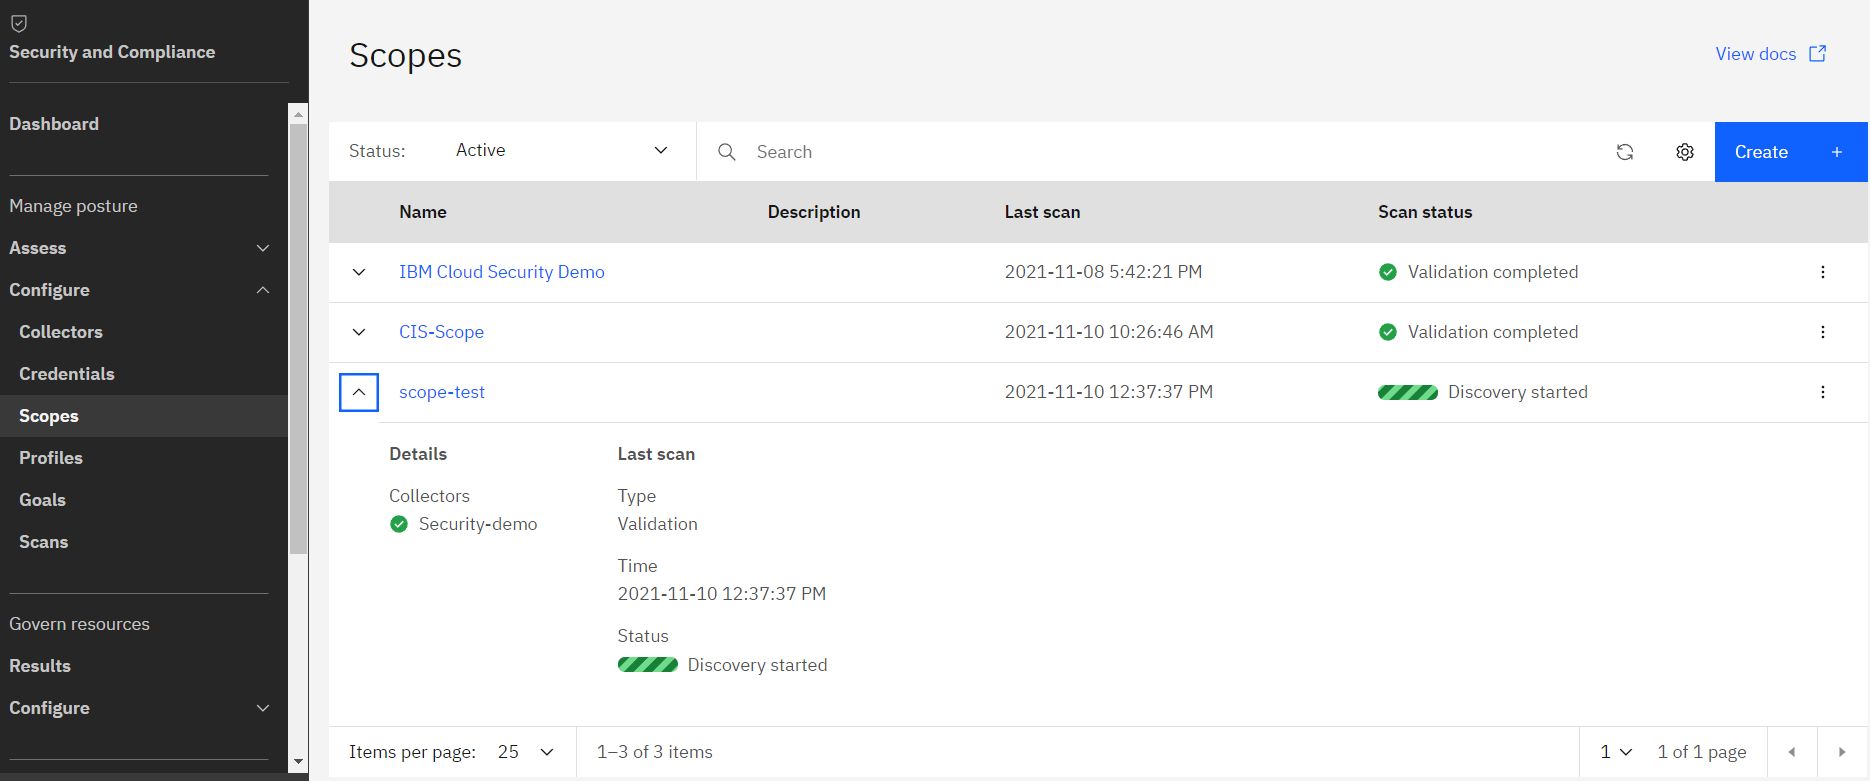 Security and Compliance
Dashboard
Manage posture
Assess
Configure
Collectors
Credentials
Scopes
Profiles
Goals
Scans
Govern resources
Results
Configure
Scopes
View docs
Status: Active Search Create +
Name Description Last scan Scan status
IBM Cloud Security Demo 2021-11-08 5:42:21 PM Validation completed
CIS-Scope 2021-11-10 10:26:46 AM Validation completed
scope-test 2021-11-10 12:37:37 PM Discovery started
Details Last scan
Collectors Type
Security-demo Validation
Time
2021-11-10 12:37:37 PM
Status
Discovery started
Items per page: 25 1–3 of 3 items 1 1 of 1 page